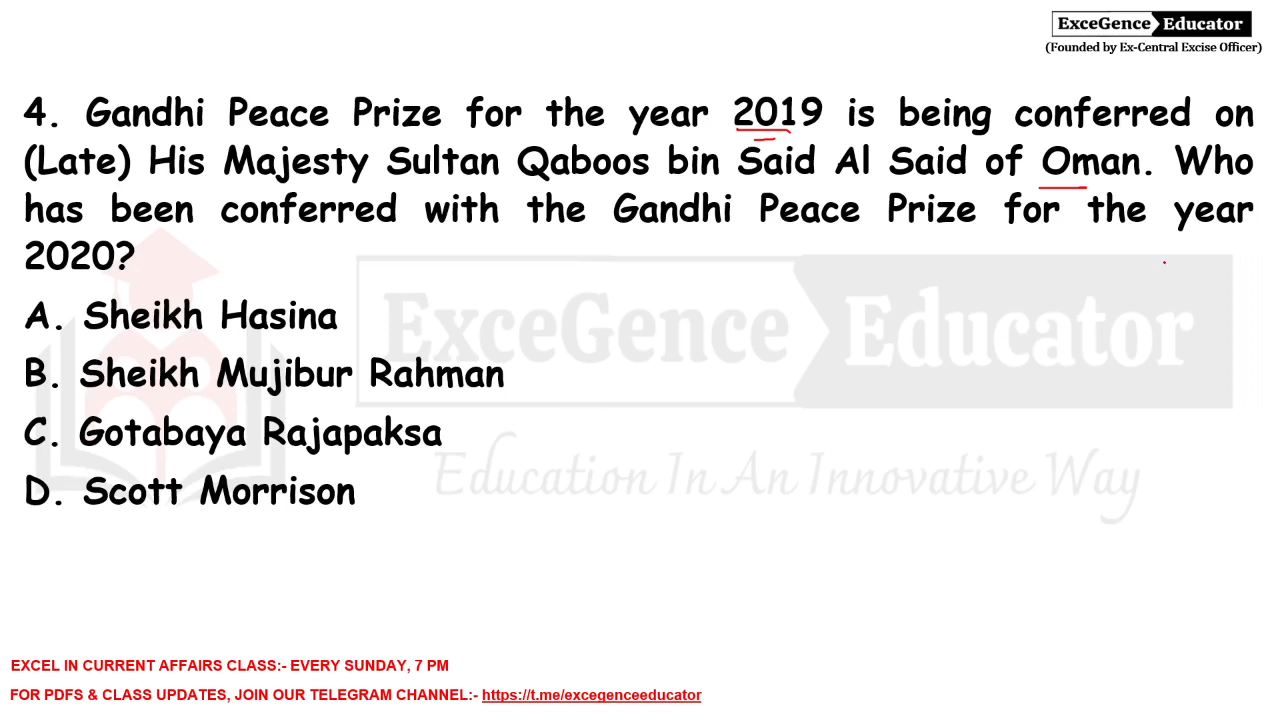 ExceGence Educator
(Founded by Ex-Central Excise Officer)
4. Gandhi Peace Prize for the year 2019 is being conferred on
(Late) His Majesty Sultan Qaboos bin Said Al Said of Oman. Who
has been conferred with the Gandhi Peace Prize for the year
2020?
A. Sheikh Hasina
B. Sheikh Mujibur Rahman
C. Gotabaya Rajapaksa
D. Scott Morrison
ExceGence Educator
Education In An Innovative Way
EXCEL IN CURRENT AFFAIRS CLASS:- EVERY SUNDAY, 7 PM
FOR PDFS & CLASS UPDATES, JOIN OUR TELEGRAM CHANNEL:- https://t.me/excegenceeducator